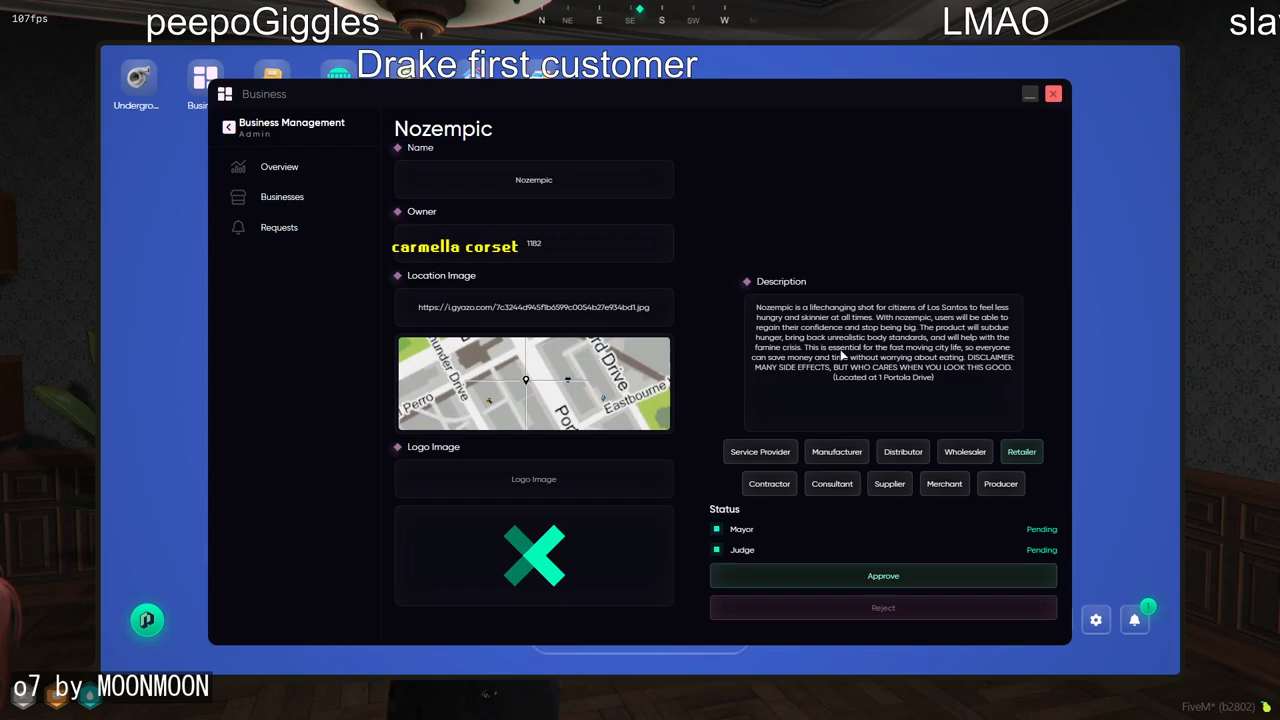 107fps
peepoGiggles
N NE E SE S SW W
LMAO
sla
Drake first customer
Undergro...
Busin
Business
Business Management
Admin
Overview
Businesses
Requests
Nozempic
Name
Nozempic
Owner
carmella corset 1182
Location Image
https://i.gyazo.com/7c3244d945f1b6599c0054b27e934bd1.jpg
Logo Image
Logo Image
Description
Nozempic is a lifechanging shot for citizens of Los Santos to feel less
hungry and skinnier at all times. With nozempic, users will be able to
regain their confidence and stop being big. The product will subdue
hunger, bring back unrealistic body standards, and will help with the
famine crisis. This is essential for the fast moving city life, so everyone
can save money and time without worrying about eating. DISCLAIMER:
MANY SIDE EFFECTS, BUT WHO CARES WHEN YOU LOOK THIS GOOD.
(Located at 1 Portola Drive)
Service Provider Manufacturer Distributor Wholesaler Retailer
Contractor Consultant Supplier Merchant Producer
Status
Mayor Pending
Judge Pending
Approve
Reject
o7 by MOONMOON
FiveM* (b2802)